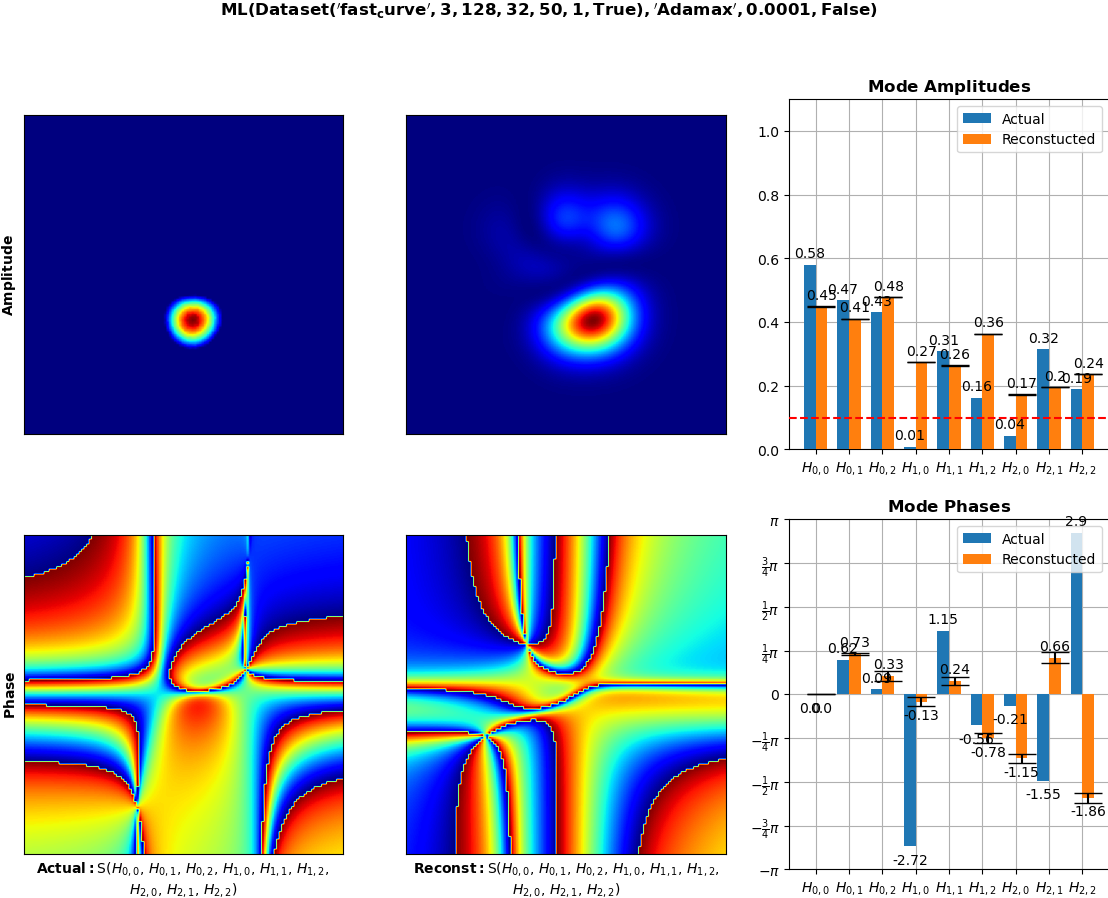 ML(Dataset('fast_curve', 3, 128, 32, 50, 1, True), 'Adamax', 0.0001, False)
Amplitude
Mode Amplitudes
Actual
Reconstucted
1.0
0.8
0.6
0.4
0.2
0.0
0.58
0.45
0.47
0.41
0.43
0.48
0.01
0.27
0.31
0.26
0.16
0.36
0.04
0.17
0.32
0.2
0.19
0.24
H0,0 H0,1 H0,2 H1,0 H1,1 H1,2 H2,0 H2,1 H2,2
Phase
Actual: S(H0,0, H0,1, H0,2, H1,0, H1,1, H1,2,
H2,0, H2,1, H2,2)
Reconst: S(H0,0, H0,1, H0,2, H1,0, H1,1, H1,2,
H2,0, H2,1, H2,2)
Mode Phases
Actual
Reconstucted
π
3/4π
1/2π
1/4π
0
−1/4π
−1/2π
−3/4π
−π
0.0
0.0
0.62
0.73
0.09
0.33
-2.72
-0.13
1.15
0.24
-0.56
-0.78
-0.21
-1.15
-1.55
0.66
2.9
-1.86
H0,0 H0,1 H0,2 H1,0 H1,1 H1,2 H2,0 H2,1 H2,2